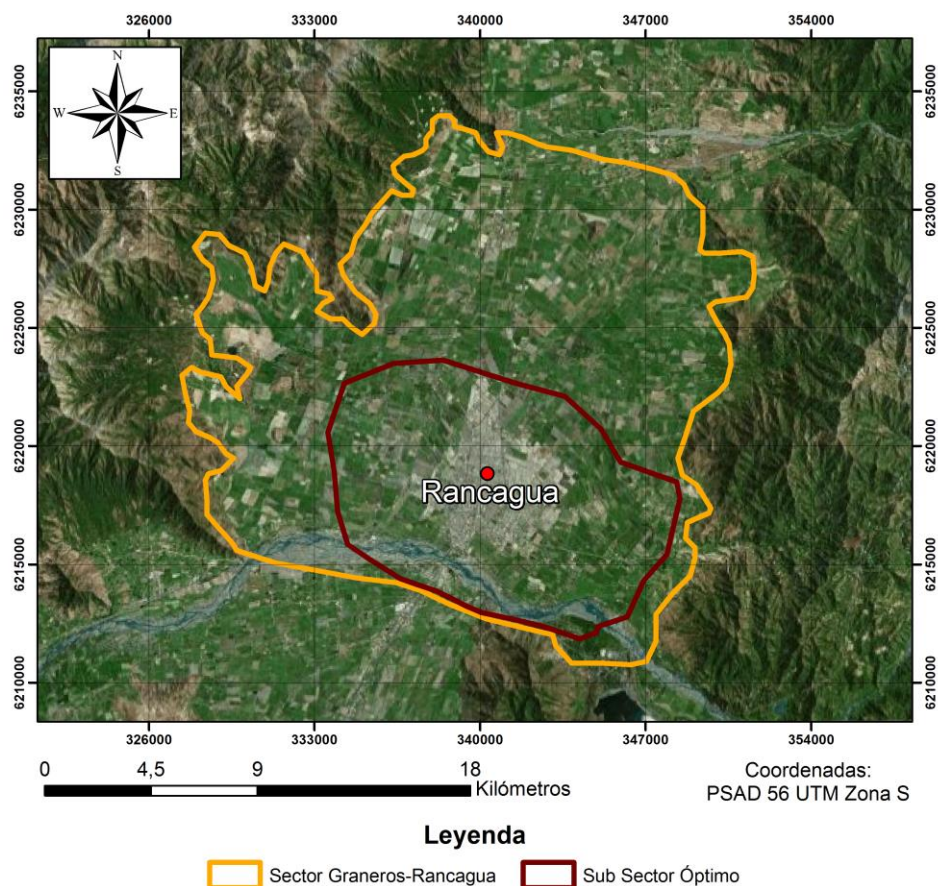 326000 333000 340000 347000 354000
N
W E
S
6235000 6235000
6230000 6230000
6225000 6225000
6220000 6220000
Rancagua
6215000 6215000
6210000 6210000
326000 333000 340000 347000 354000
0 4,5 9 18
Kilómetros
Coordenadas:
PSAD 56 UTM Zona S
Leyenda
Sector Graneros-Rancagua Sub Sector Óptimo